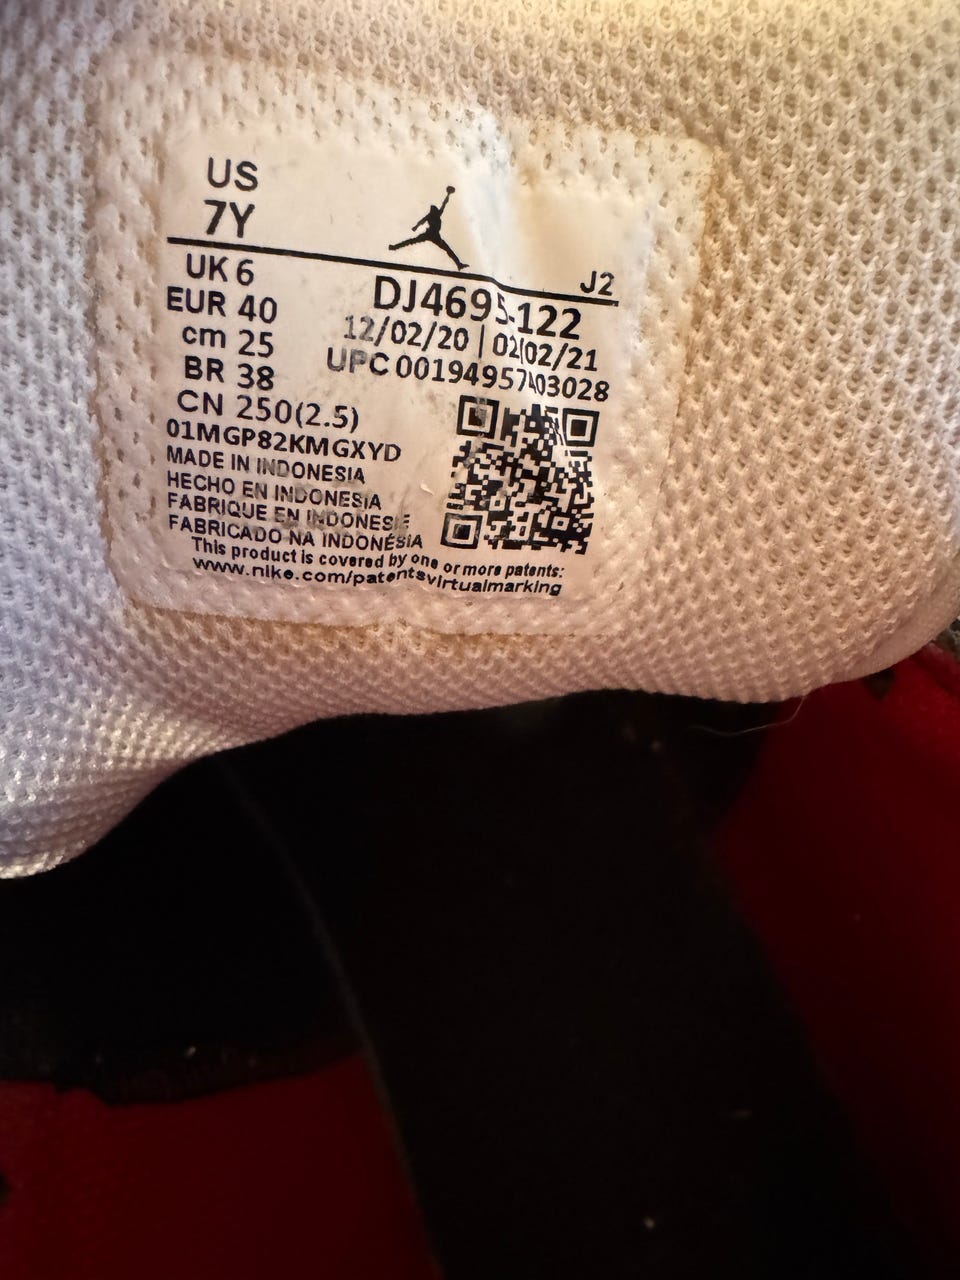 US
7Y
J2
UK 6
EUR 40
cm 25
BR 38
CN 250(2.5)
DJ4695-122
12/02/20 | 02/02/21
UPC 00194957403028
01MGP82KMGXYD
MADE IN INDONESIA
HECHO EN INDONESIA
FABRIQUE EN INDONESIE
FABRICADO NA INDONÉSIA
This product is covered by one or more patents:
www.nike.com/patentsvirtualmarking